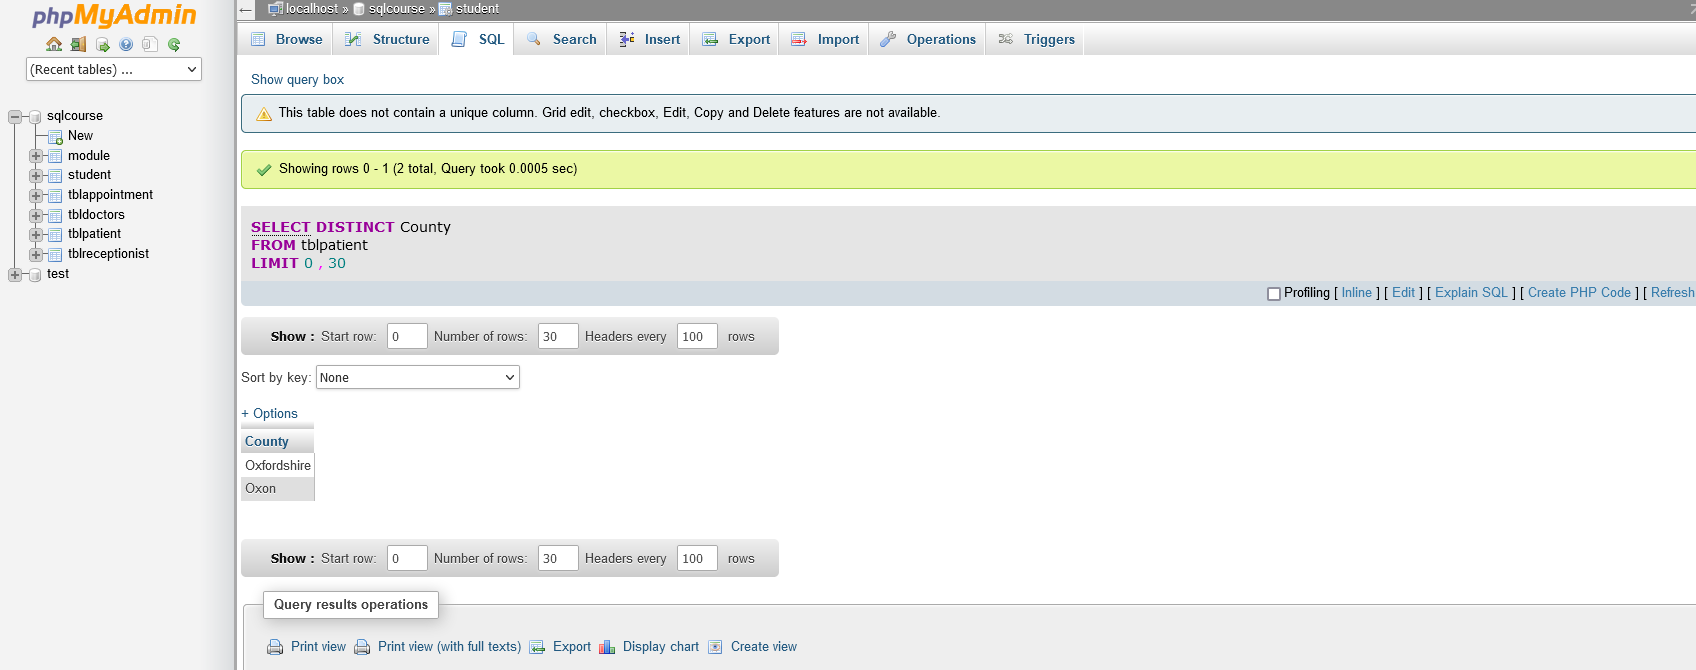 phpMyAdmin
(Recent tables) ...
sqlcourse
New
module
student
tblappointment
tbldoctors
tblpatient
tblreceptionist
test
localhost » sqlcourse » student
Browse Structure SQL Search Insert Export Import Operations Triggers
Show query box
This table does not contain a unique column. Grid edit, checkbox, Edit, Copy and Delete features are not available.
Showing rows 0 - 1 (2 total, Query took 0.0005 sec)
SELECT DISTINCT County
FROM tblpatient
LIMIT 0 , 30
Profiling [ Inline ] [ Edit ] [ Explain SQL ] [ Create PHP Code ] [ Refresh
Show : Start row: 0 Number of rows: 30 Headers every 100 rows
Sort by key: None
+ Options
County
Oxfordshire
Oxon
Show : Start row: 0 Number of rows: 30 Headers every 100 rows
Query results operations
Print view Print view (with full texts) Export Display chart Create view